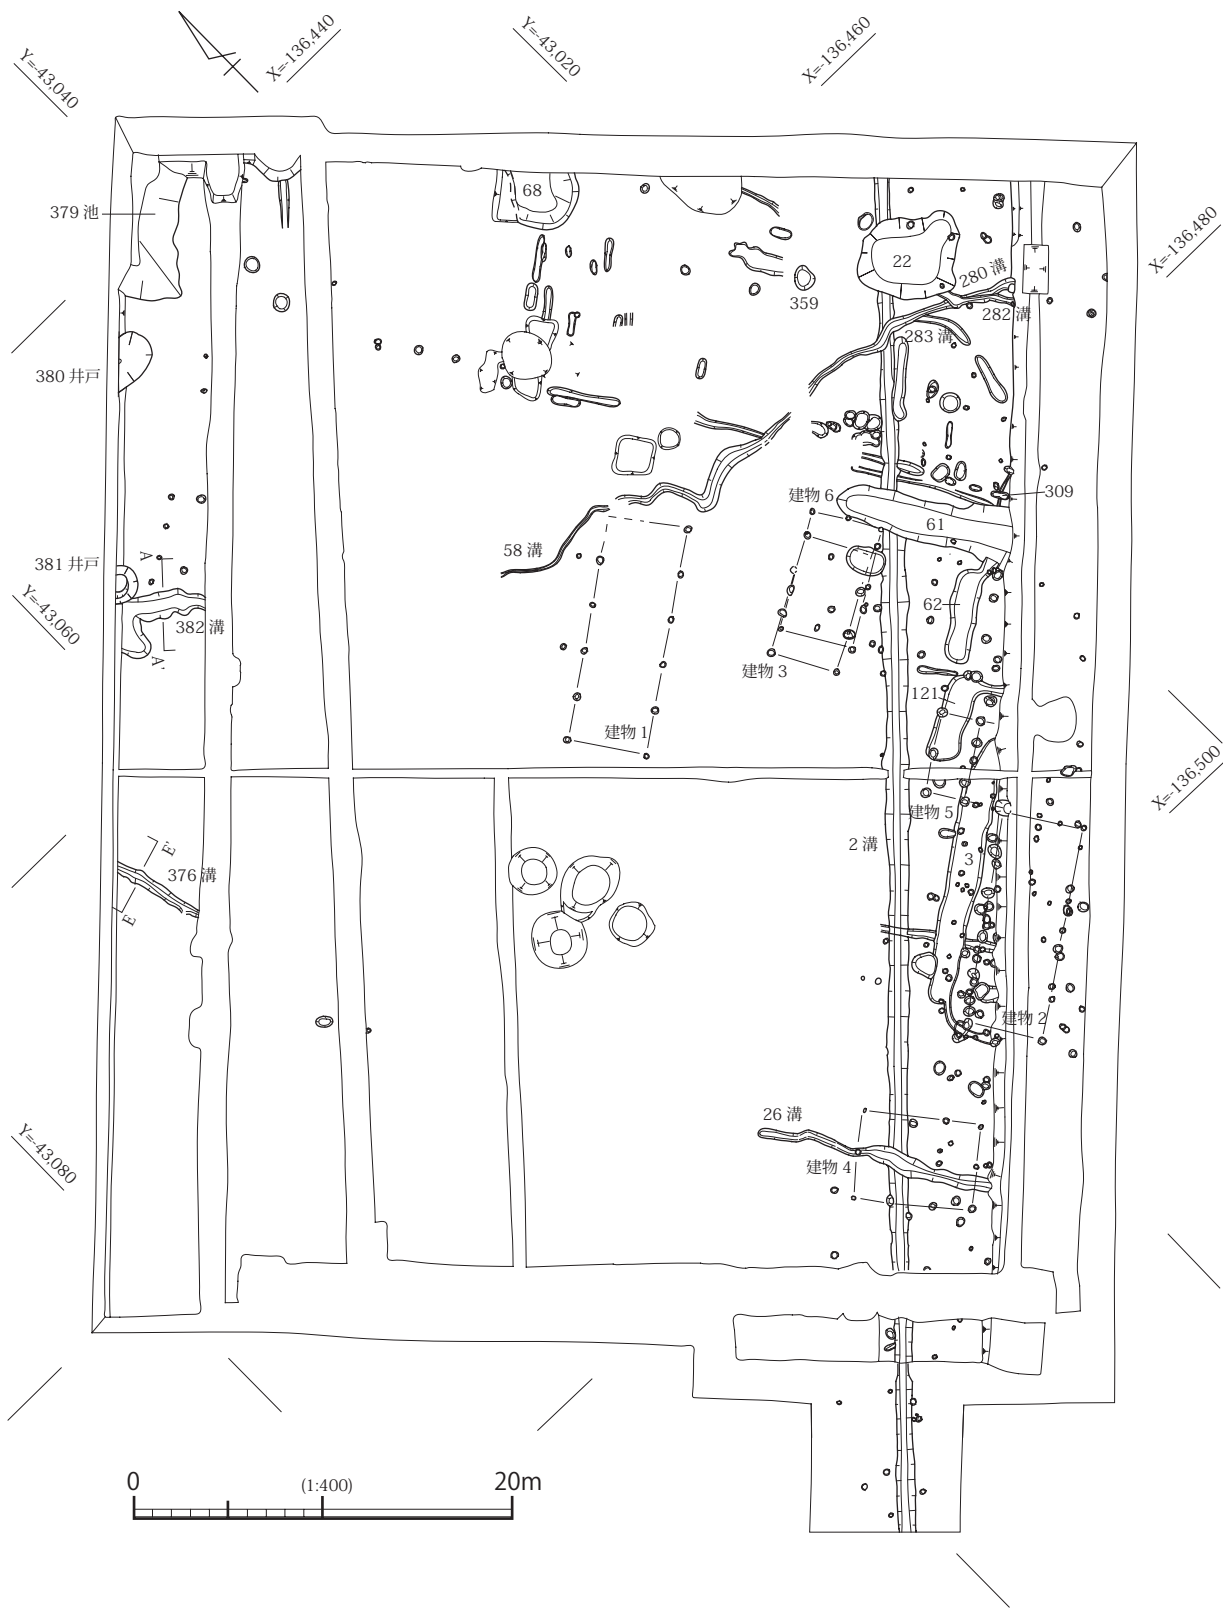 Y=-43,040
X=-136,440
Y=-43,020
X=-136,460
68
379 池
22
X=-136,480
280 溝
359
282 溝
283 溝
380 井戸
建物 6
309
61
58 溝
A
381 井戸
Y=-43,060
382 溝
62
A'
建物 3
121
建物 1
X=-136,500
建物 5
2 溝
3
E'
376 溝
E
建物 2
26 溝
建物 4
Y=-43,080
0
(1:400)
20m